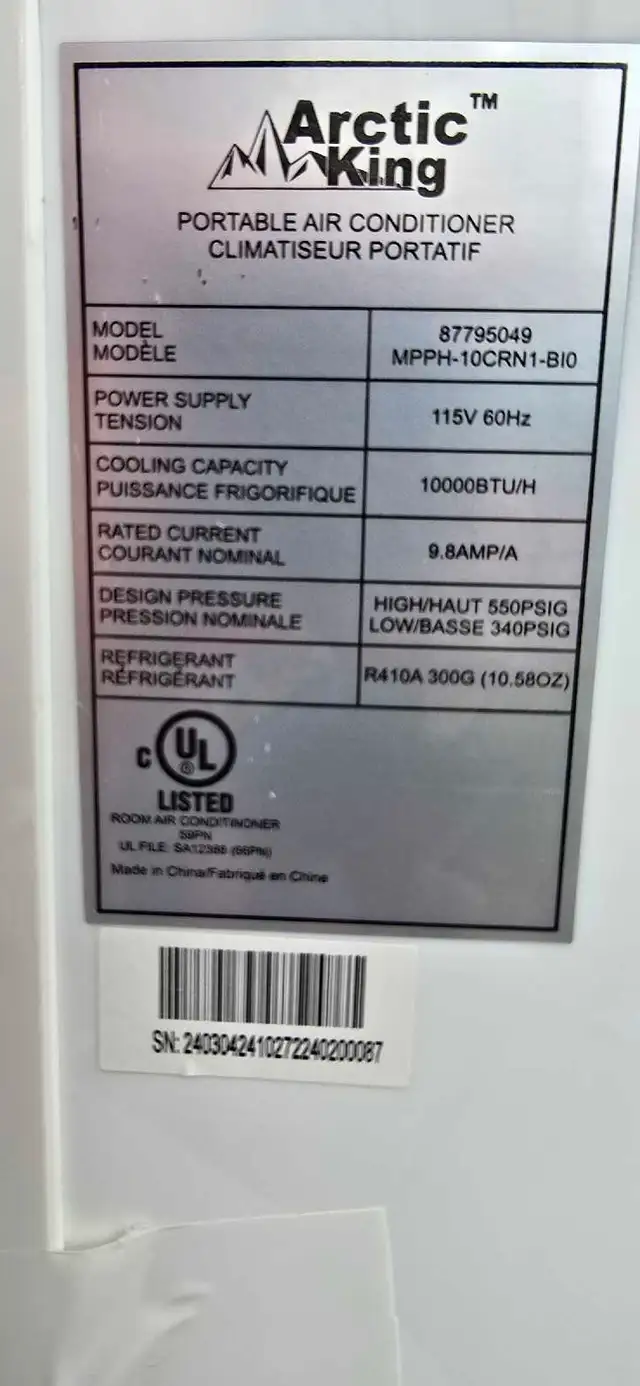 Arctic™
King
PORTABLE AIR CONDITIONER
CLIMATISEUR PORTATIF
MODEL
MODÈLE
87795049
MPPH-10CRN1-BI0
POWER SUPPLY
TENSION
115V 60Hz
COOLING CAPACITY
PUISSANCE FRIGORIFIQUE
10000BTU/H
RATED CURRENT
COURANT NOMINAL
9.8AMP/A
DESIGN PRESSURE
PRESSION NOMINALE
HIGH/HAUT 550PSIG
LOW/BASSE 340PSIG
REFRIGERANT
RÉFRIGÉRANT
R410A 300G (10.58OZ)
C UL ®
LISTED
ROOM AIR CONDITINONER
UL FILE:
Made in China/Fabriqué en Chine
SN: 2403042410272240200087